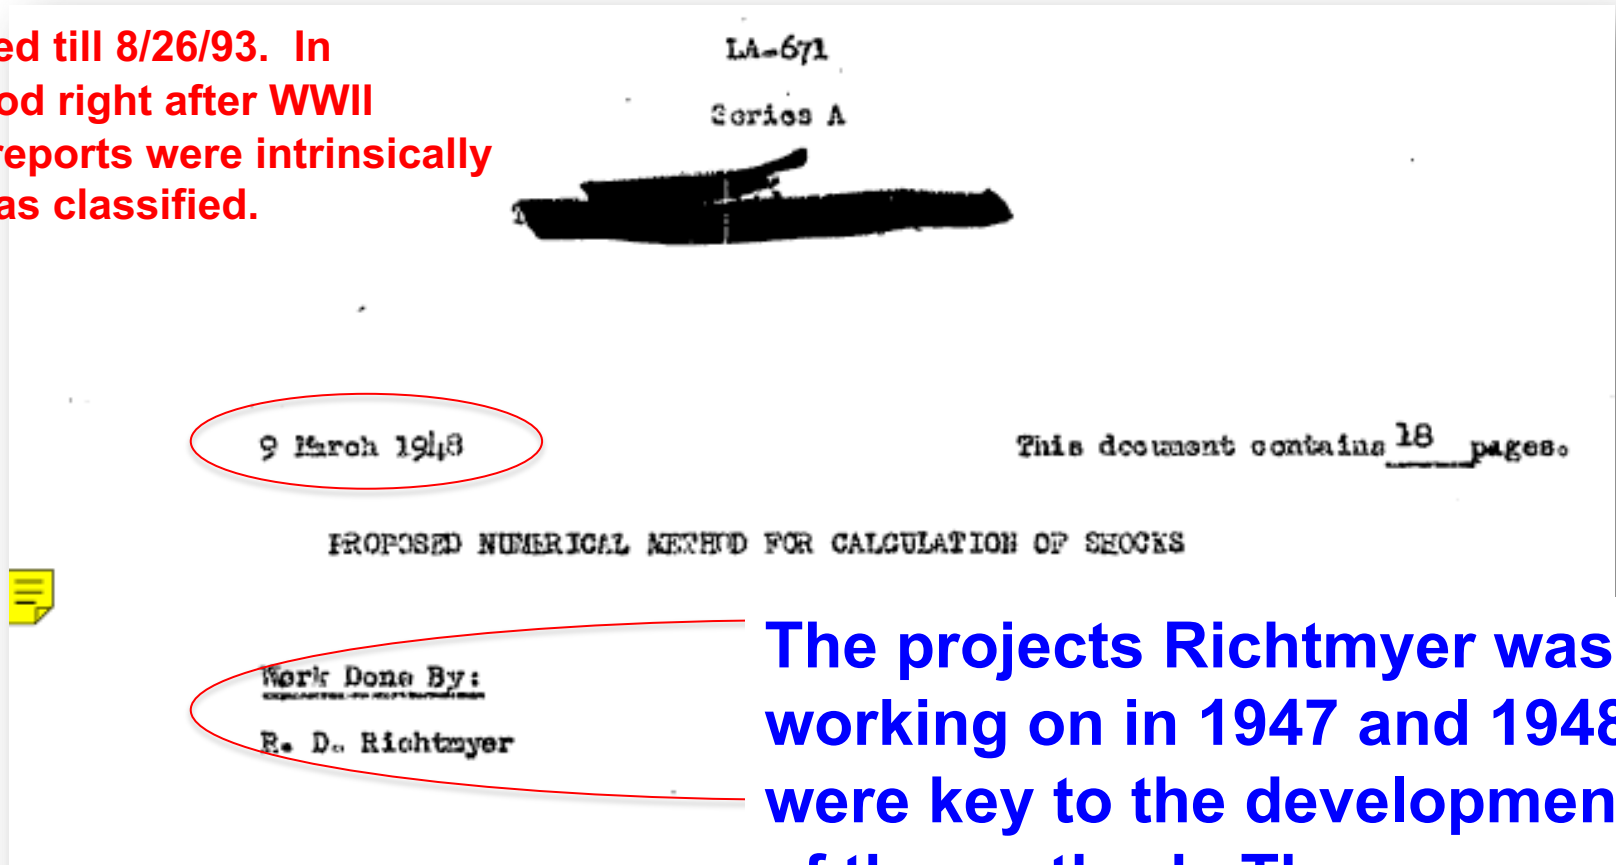 ed till 8/26/93. In
od right after WWII
reports were intrinsically
as classified.
LA-671
Series A
9 March 1948
This document contains 18 pages.
PROPOSED NUMERICAL METHOD FOR CALCULATION OF SHOCKS
Work Done By:
R. D. Richtmyer
The projects Richtmyer was
working on in 1947 and 1948
were key to the developmen